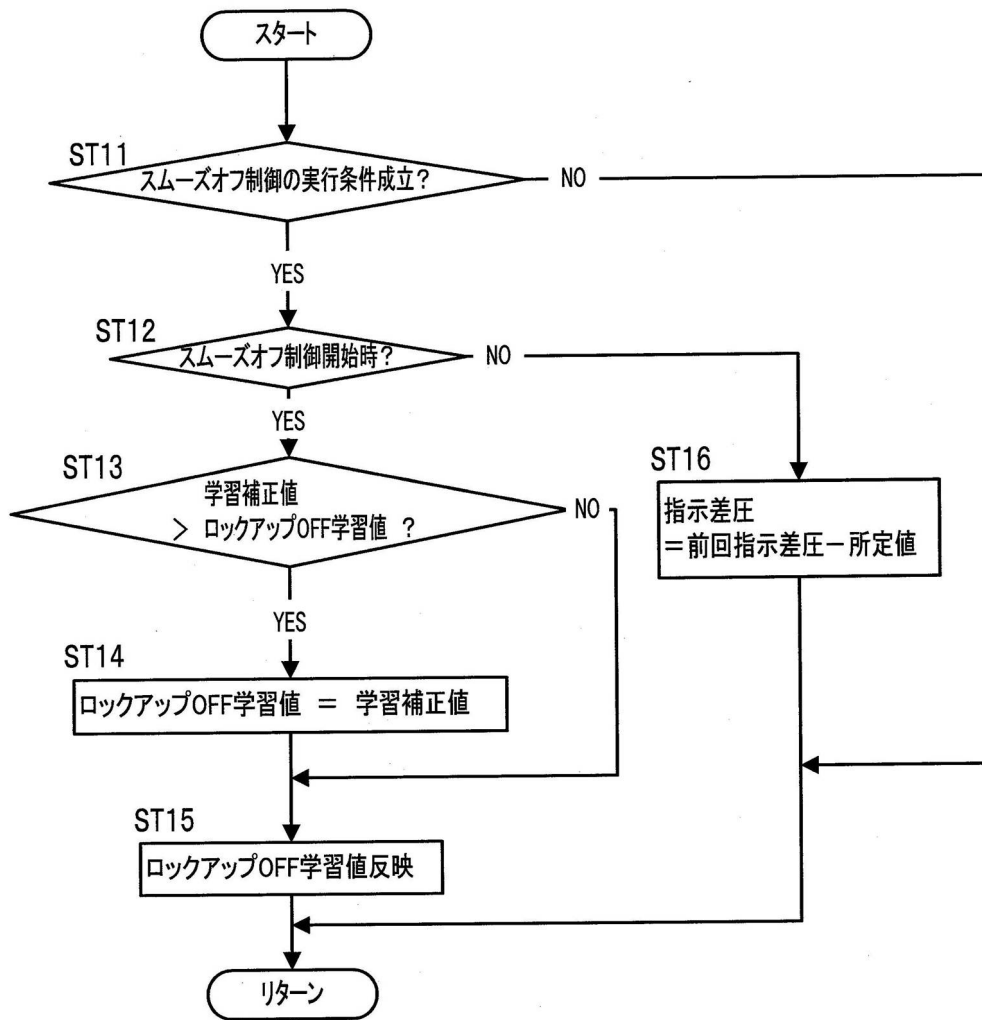 スタート
ST11
スムーズオフ制御の実行条件成立?
NO
YES
ST12
スムーズオフ制御開始時?
NO
YES
ST13
学習補正値
> ロックアップOFF学習値 ?
NO
ST16
指示差圧
=前回指示差圧-所定値
YES
ST14
ロックアップOFF学習値 = 学習補正値
ST15
ロックアップOFF学習値反映
リターン